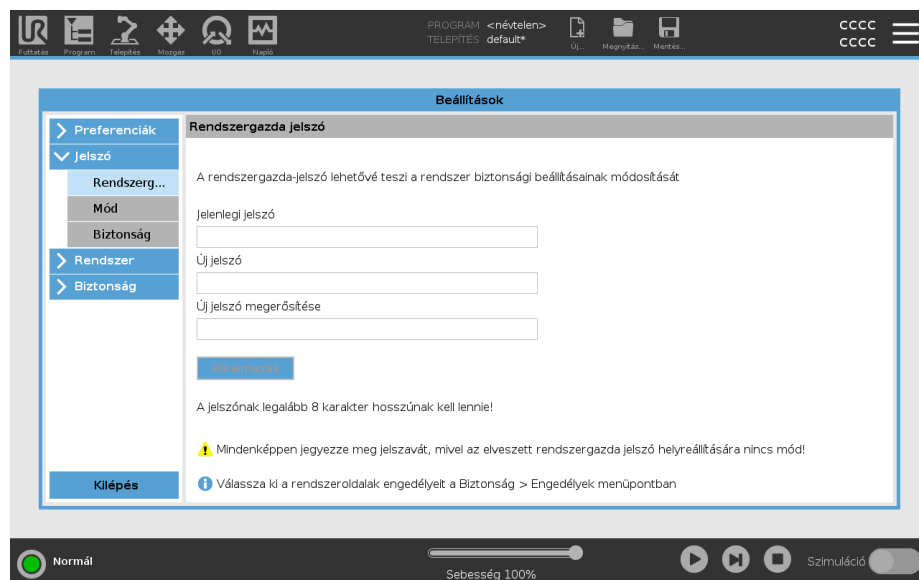 UR
Futtatás Program Telepítés Mozgás I/O Napló
PROGRAM <névtelen>
TELEPÍTÉS default*
Új... Megnyitás... Mentés...
cccc
cccc
Beállítások
Preferenciák
Jelszó
Rendszerg...
Mód
Biztonság
Rendszer
Biztonság
Kilépés
Rendszergazda jelszó
A rendszergazda-jelszó lehetővé teszi a rendszer biztonsági beállításainak módosítását
Jelenlegi jelszó
Új jelszó
Új jelszó megerősítése
Alkalmazás
A jelszónak legalább 8 karakter hosszúnak kell lennie!
Mindenképpen jegyezze meg jelszavát, mivel az elveszett rendszergazda jelszó helyreállítására nincs mód!
Válassza ki a rendszeroldalak engedélyeit a Biztonság > Engedélyek menüpontban
Normál
Sebesség 100%
Szimuláció